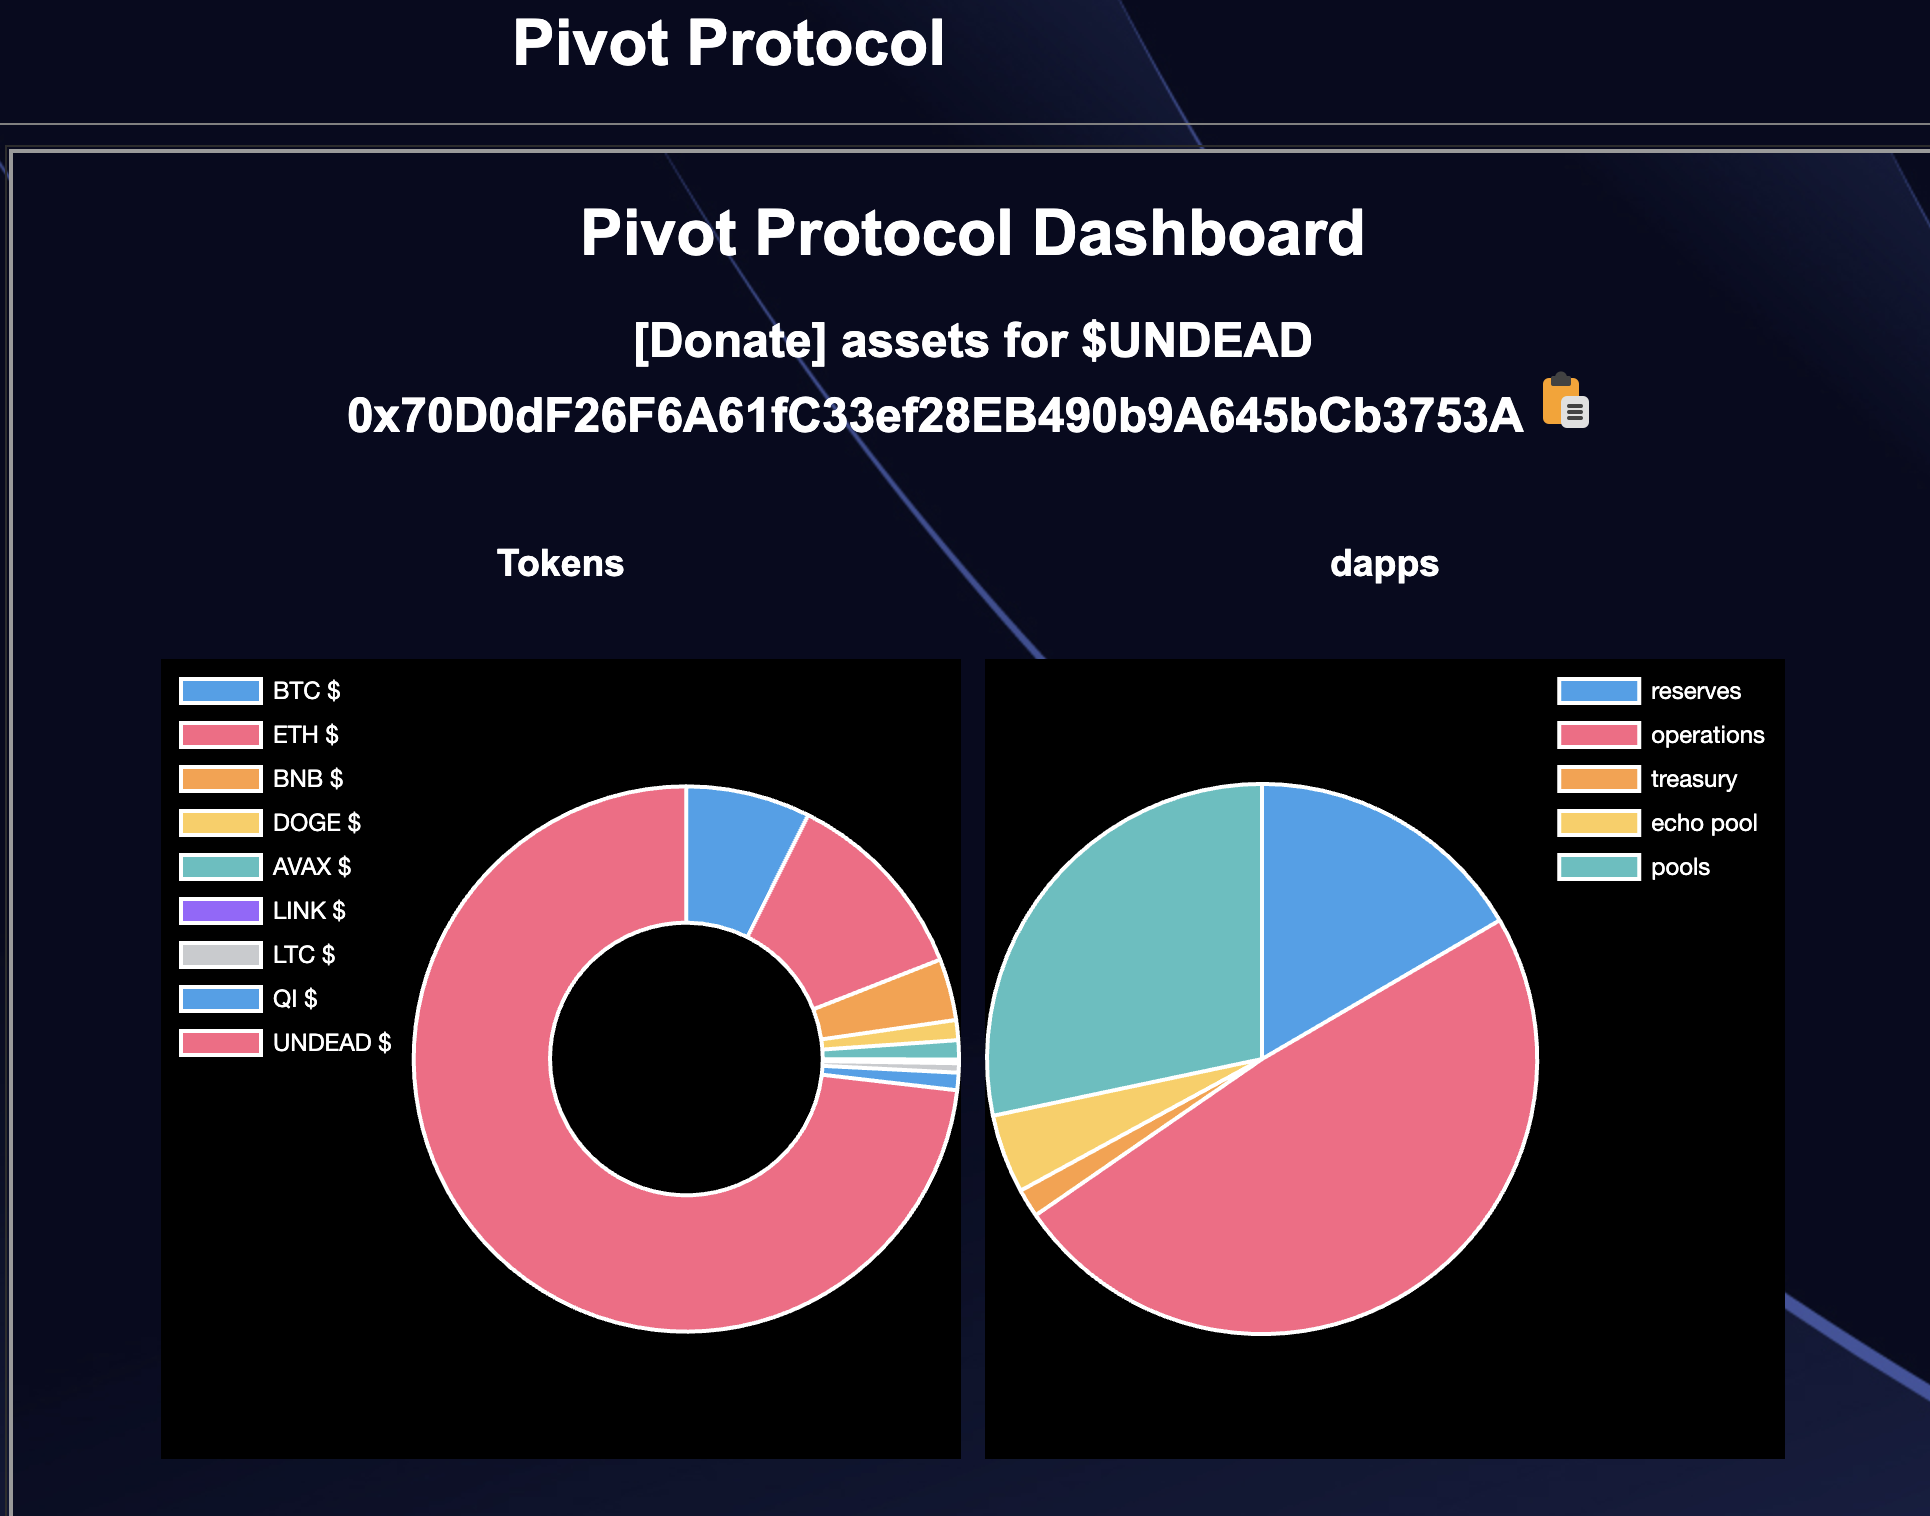 Pivot Protocol
Pivot Protocol Dashboard
[Donate] assets for $UNDEAD
0x70D0dF26F6A61fC33ef28EB490b9A645bCb3753A
Tokens
BTC $
ETH $
BNB $
DOGE $
AVAX $
LINK $
LTC $
QI $
UNDEAD $
dapps
reserves
operations
treasury
echo pool
pools